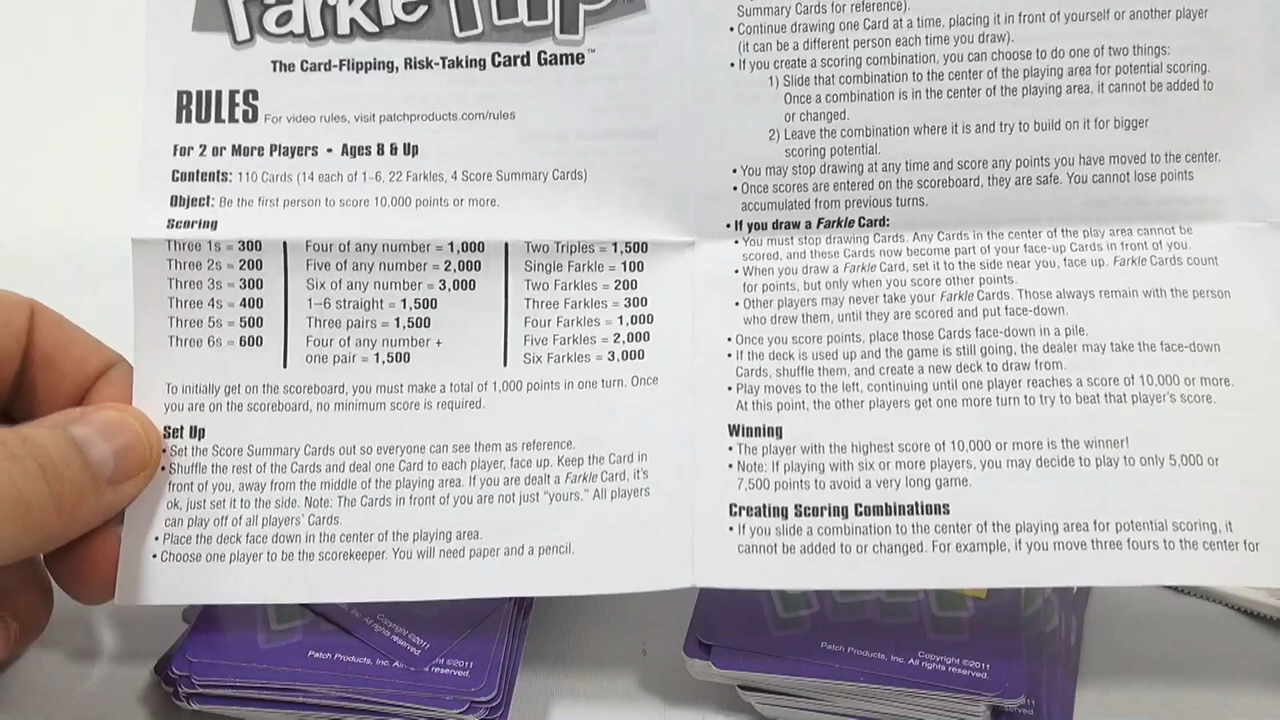 Farkle Flip
The Card-Flipping, Risk-Taking Card Game™
RULES For video rules, visit patchproducts.com/rules
For 2 or More Players • Ages 8 & Up
Contents: 110 Cards (14 each of 1–6, 22 Farkles, 4 Score Summary Cards)
Object: Be the first person to score 10,000 points or more.
Scoring
Three 1s = 300
Three 2s = 200
Three 3s = 300
Three 4s = 400
Three 5s = 500
Three 6s = 600
Four of any number = 1,000
Five of any number = 2,000
Six of any number = 3,000
1–6 straight = 1,500
Three pairs = 1,500
Four of any number +
one pair = 1,500
Two Triples = 1,500
Single Farkle = 100
Two Farkles = 200
Three Farkles = 300
Four Farkles = 1,000
Five Farkles = 2,000
Six Farkles = 3,000
To initially get on the scoreboard, you must make a total of 1,000 points in one turn. Once
you are on the scoreboard, no minimum score is required.
Set Up
• Set the Score Summary Cards out so everyone can see them as reference.
• Shuffle the rest of the Cards and deal one Card to each player, face up. Keep the Card in
front of you, away from the middle of the playing area. If you are dealt a Farkle Card, it's
ok, just set it to the side. Note: The Cards in front of you are not just "yours." All players
can play off of all players' Cards.
• Place the deck face down in the center of the playing area.
• Choose one player to be the scorekeeper. You will need paper and a pencil.
Summary Cards for reference).
• Continue drawing one Card at a time, placing it in front of yourself or another player
(it can be a different person each time you draw).
• If you create a scoring combination, you can choose to do one of two things:
1) Slide that combination to the center of the playing area for potential scoring.
Once a combination is in the center of the playing area, it cannot be added to
or changed.
2) Leave the combination where it is and try to build on it for bigger
scoring potential.
• You may stop drawing at any time and score any points you have moved to the center.
• Once scores are entered on the scoreboard, they are safe. You cannot lose points
accumulated from previous turns.
• If you draw a Farkle Card:
• You must stop drawing Cards. Any Cards in the center of the play area cannot be
scored, and these Cards now become part of your face-up Cards in front of you.
• When you draw a Farkle Card, set it to the side near you, face up. Farkle Cards count
for points, but only when you score other points.
• Other players may never take your Farkle Cards. Those always remain with the person
who drew them, until they are scored and put face-down.
• Once you score points, place those Cards face-down in a pile.
• If the deck is used up and the game is still going, the dealer may take the face-down
Cards, shuffle them, and create a new deck to draw from.
• Play moves to the left, continuing until one player reaches a score of 10,000 or more.
At this point, the other players get one more turn to try to beat that player's score.
Winning
• The player with the highest score of 10,000 or more is the winner!
• Note: If playing with six or more players, you may decide to play to only 5,000 or
7,500 points to avoid a very long game.
Creating Scoring Combinations
• If you slide a combination to the center of the playing area for potential scoring, it
cannot be added to or changed. For example, if you move three fours to the center for
Copyright ©2011
Inc. All rights reserved.
Patch Products, Inc. All
©2011
reserved.
Copyright ©2011
Patch Products, Inc. All rights reserved.